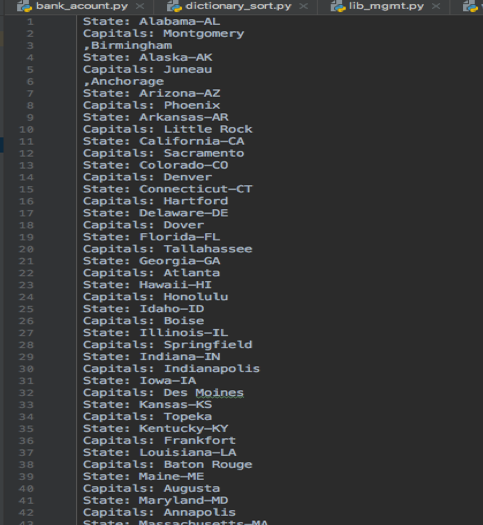 bank_acount.py × dictionary_sort.py × lib_mgmt.py ×
1 State: Alabama-AL
2 Capitals: Montgomery
3 ,Birmingham
4 State: Alaska-AK
5 Capitals: Juneau
6 ,Anchorage
7 State: Arizona-AZ
8 Capitals: Phoenix
9 State: Arkansas-AR
10 Capitals: Little Rock
11 State: California-CA
12 Capitals: Sacramento
13 State: Colorado-CO
14 Capitals: Denver
15 State: Connecticut-CT
16 Capitals: Hartford
17 State: Delaware-DE
18 Capitals: Dover
19 State: Florida-FL
20 Capitals: Tallahassee
21 State: Georgia-GA
22 Capitals: Atlanta
23 State: Hawaii-HI
24 Capitals: Honolulu
25 State: Idaho-ID
26 Capitals: Boise
27 State: Illinois-IL
28 Capitals: Springfield
29 State: Indiana-IN
30 Capitals: Indianapolis
31 State: Iowa-IA
32 Capitals: Des Moines
33 State: Kansas-KS
34 Capitals: Topeka
35 State: Kentucky-KY
36 Capitals: Frankfort
37 State: Louisiana-LA
38 Capitals: Baton Rouge
39 State: Maine-ME
40 Capitals: Augusta
41 State: Maryland-MD
42 Capitals: Annapolis
State: Massachusetts-MA